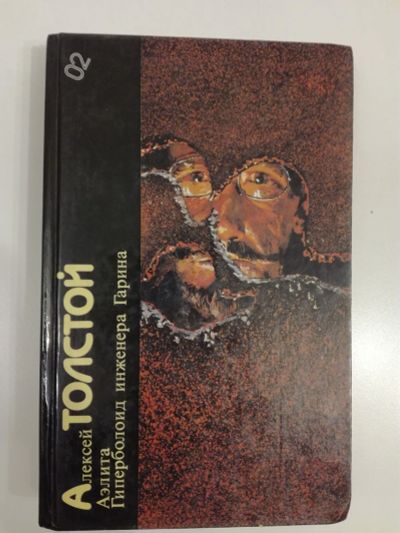 02
Алексей ТОЛСТОЙ
Аэлита
Гиперболоид инженера Гарина